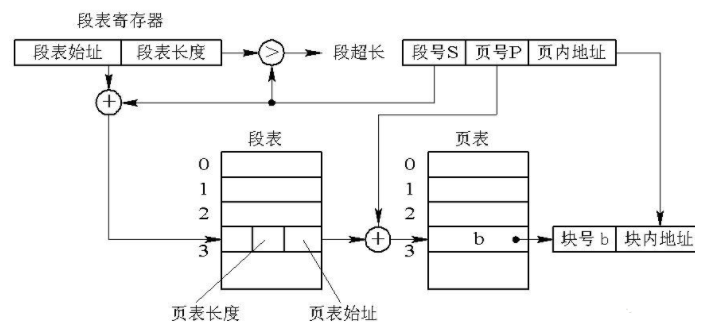 段表寄存器
段表始址 段表长度 > 段超长 段号S 页号P 页内地址
+
段表 页表
0 0
1 1
2 2
3 + 3 b 块号 b 块内地址
页表长度 页表始址